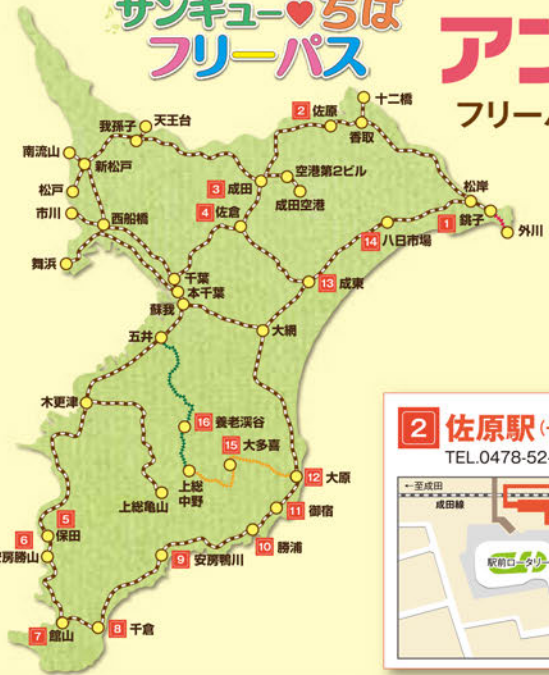 サンキュー♥ちば
フリーパス
十二橋
2 佐原
香取
天王台
我孫子
南流山
新松戸
松戸
市川
西船橋
舞浜
空港第2ビル
3 成田
成田空港
4 佐倉
松岸
1 銚子
外川
14 八日市場
13 成東
千葉
本千葉
蘇我
大網
五井
木更津
16 養老渓谷
15 大多喜
上総
中野
上総亀山
12 大原
11 御宿
10 勝浦
9 安房鴨川
5
保田
6
安房勝山
7 館山
8 千倉
フリー
2 佐原駅
TEL.0478-52-
←至成田
成田線
駅前ロータリー